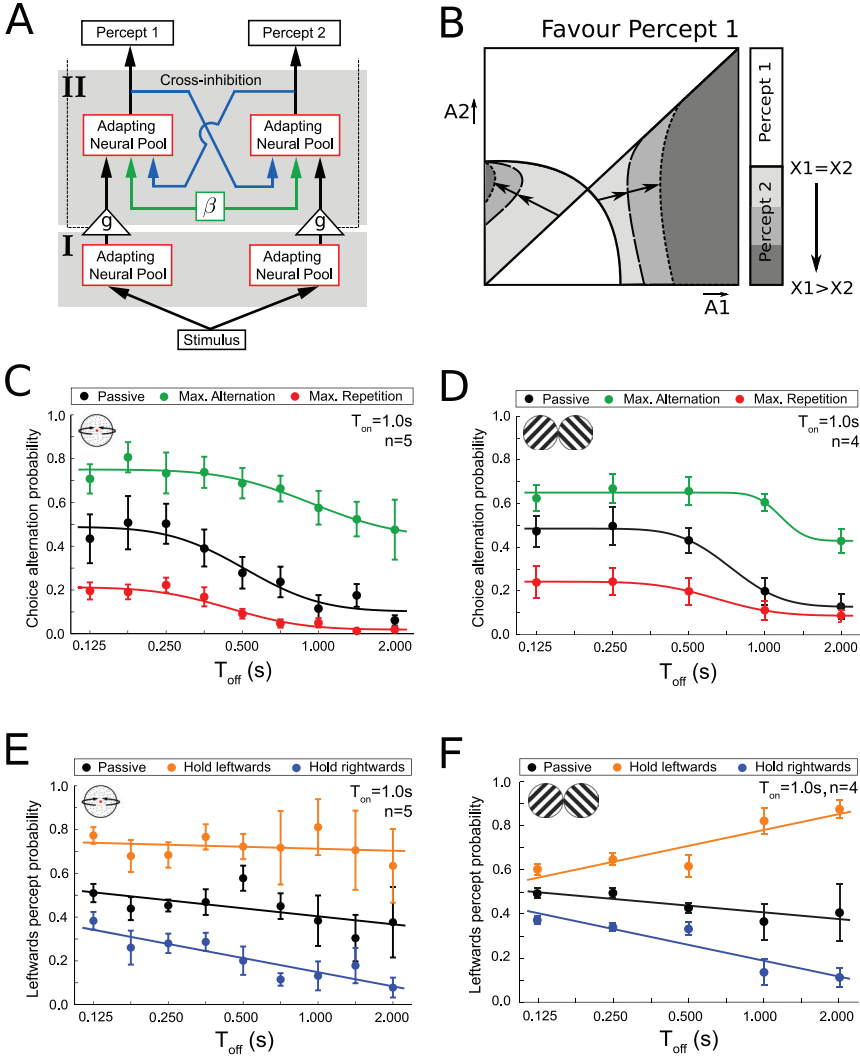 A
Percept 1
Percept 2
II
Cross-inhibition
Adapting
Neural Pool
Adapting
Neural Pool
β
g
g
I
Adapting
Neural Pool
Adapting
Neural Pool
Stimulus
B
Favour Percept 1
A2
A1
Percept 1
Percept 2
X1=X2
X1>X2
C
Passive
Max. Alternation
Max. Repetition
Ton=1.0s
n=5
Choice alternation probability
1.0
0.8
0.6
0.4
0.2
0.0
0.125
0.250
0.500
1.000
2.000
Toff (s)
D
Passive
Max. Alternation
Max. Repetition
Ton=1.0s
n=4
Choice alternation probability
1.0
0.8
0.6
0.4
0.2
0.0
0.125
0.250
0.500
1.000
2.000
Toff (s)
E
Passive
Hold leftwards
Hold rightwards
Ton=1.0s
n=5
Leftwards percept probability
1.0
0.8
0.6
0.4
0.2
0.0
0.125
0.250
0.500
1.000
2.000
Toff (s)
F
Passive
Hold leftwards
Hold rightwards
Ton=1.0s, n=4
Leftwards percept probability
1.0
0.8
0.6
0.4
0.2
0.0
0.125
0.250
0.500
1.000
2.000
Toff (s)